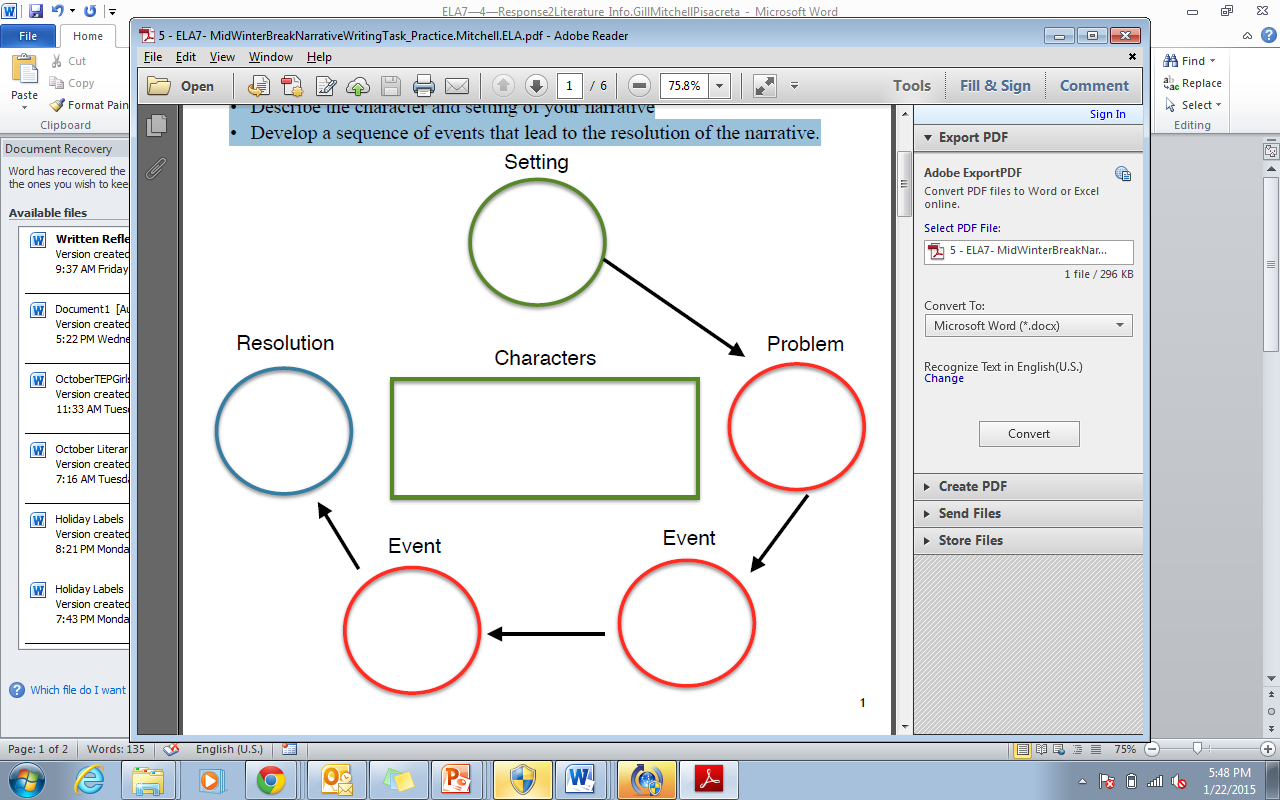 ELA7—4—Response2Literature Info.GillMitchellPisacreta - Microsoft Word
File
Home
Cut
Copy
Paste
Format Pain
Clipboard
Find
Replace
Select
Editing
Document Recovery
Word has recovered the
the ones you wish to kee
Available files
Written Refle
Version created
9:37 AM Friday
Document1 [Au
Version created
5:22 PM Wedne
OctoberTEPGirls
Version created
11:33 AM Tuesd
October Literar
Version created
7:16 AM Tuesda
Holiday Labels
Version created
8:21 PM Monda
Holiday Labels
Version created
7:43 PM Monda
Which file do I want
5 - ELA7- MidWinterBreakNarrativeWritingTask_Practice.Mitchell.ELA.pdf - Adobe Reader
File Edit View Window Help
Open
1 / 6
75.8%
Tools
Fill & Sign
Comment
• Describe the character and setting of your narrative
• Develop a sequence of events that lead to the resolution of the narrative.
Setting
Resolution
Characters
Problem
Event
Event
1
Sign In
Export PDF
Adobe ExportPDF
Convert PDF files to Word or Excel
online.
Select PDF File:
5 - ELA7- MidWinterBreakNar...
1 file / 296 KB
Convert To:
Microsoft Word (*.docx)
Recognize Text in English(U.S.)
Change
Convert
Create PDF
Send Files
Store Files
Page: 1 of 2
Words: 135
English (U.S.)
75%
5:48 PM
1/22/2015